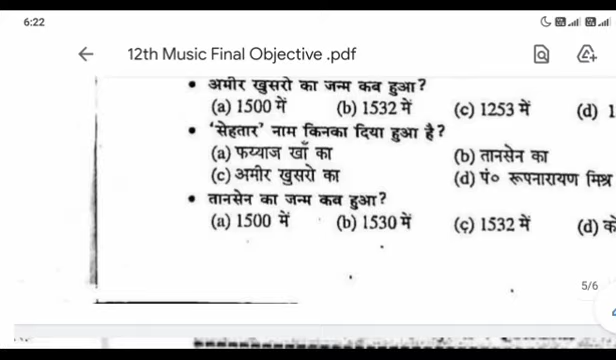 6:22
12th Music Final Objective .pdf
• अमीर खुसरो का जन्म कब हुआ?
(a) 1500 में (b) 1532 में (c) 1253 में (d) 1
• 'सेहतार' नाम किनका दिया हुआ है?
(a) फय्याज खाँ का (b) तानसेन का
(c) अमीर खुसरो का (d) पं० रूपनारायण मिश्र
• तानसेन का जन्म कब हुआ?
(a) 1500 में (b) 1530 में (c) 1532 में (d) को
5/6